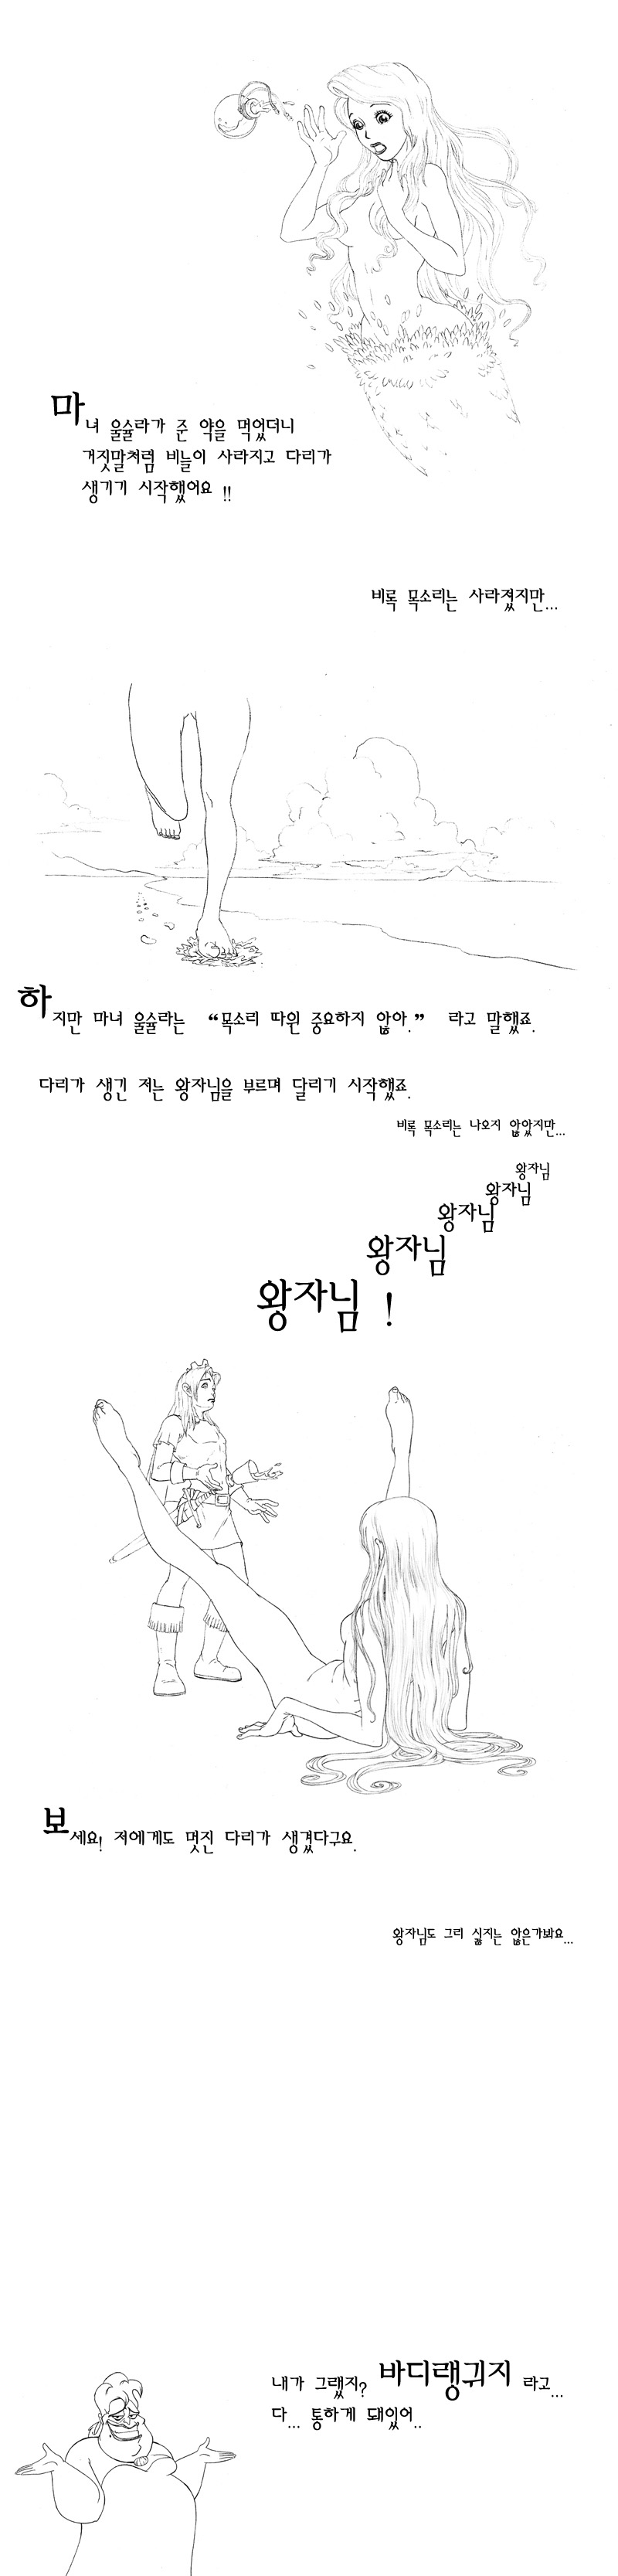 마녀 울슐라가 준 약을 먹었더니
거짓말처럼 비늘이 사라지고 다리가
생기기 시작했어요 !!
비록 목소리는 사라졌지만...
하지만 마녀 울슐라는 “목소리 따윈 중요하지 않아.” 라고 말했죠.
다리가 생긴 저는 왕자님을 부르며 달리기 시작했죠.
비록 목소리는 나오지 않았지만...
왕자님
왕자님
왕자님
왕자님
왕자님 !
보세요! 저에게도 멋진 다리가 생겼다구요.
왕자님도 그리 싫지는 않은가봐요...
내가 그랬지? 바디랭귀지 라고...
다... 통하게 돼있어..